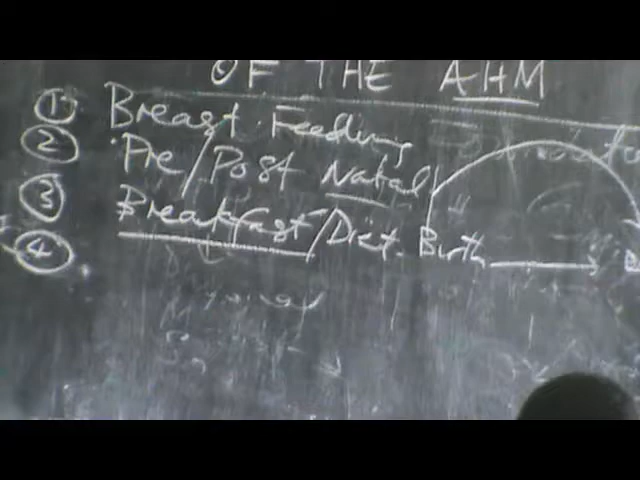 OF THE AHM
① Breast Feeding
② Pre/Post Natal
③ Breakfast/Diet. Birth
④